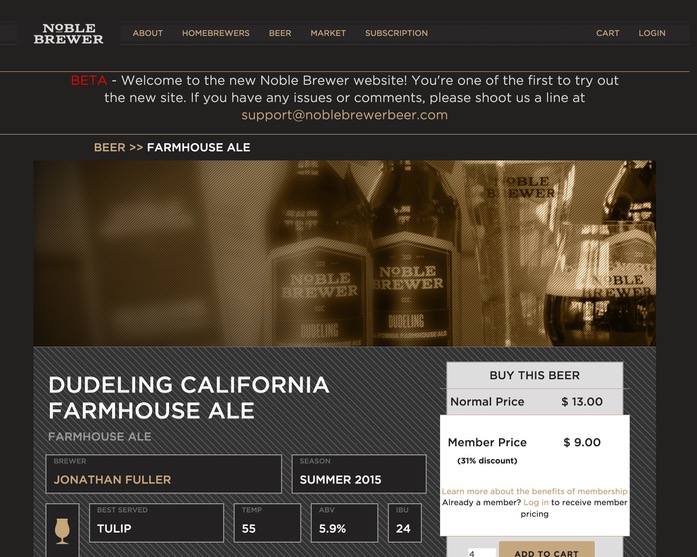 NOBLE
BREWER
ABOUT HOMEBREWERS BEER MARKET SUBSCRIPTION CART LOGIN
BETA - Welcome to the new Noble Brewer website! You're one of the first to try out
the new site. If you have any issues or comments, please shoot us a line at
support@noblebrewerbeer.com
BEER >> FARMHOUSE ALE
NOBLE
BREWER
NOBLE
BREWER
DUDELING
NOBLE
BREWER
DUDELING
FARMHOUSE ALE
NOBLE
BREWER
DUDELING CALIFORNIA
FARMHOUSE ALE
FARMHOUSE ALE
BREWER
JONATHAN FULLER
SEASON
SUMMER 2015
BEST SERVED
TULIP
TEMP
55
ABV
5.9%
IBU
24
BUY THIS BEER
Normal Price $ 13.00
Member Price $ 9.00
(31% discount)
Learn more about the benefits of membership
Already a member? Log in to receive member
pricing
4 ADD TO CART